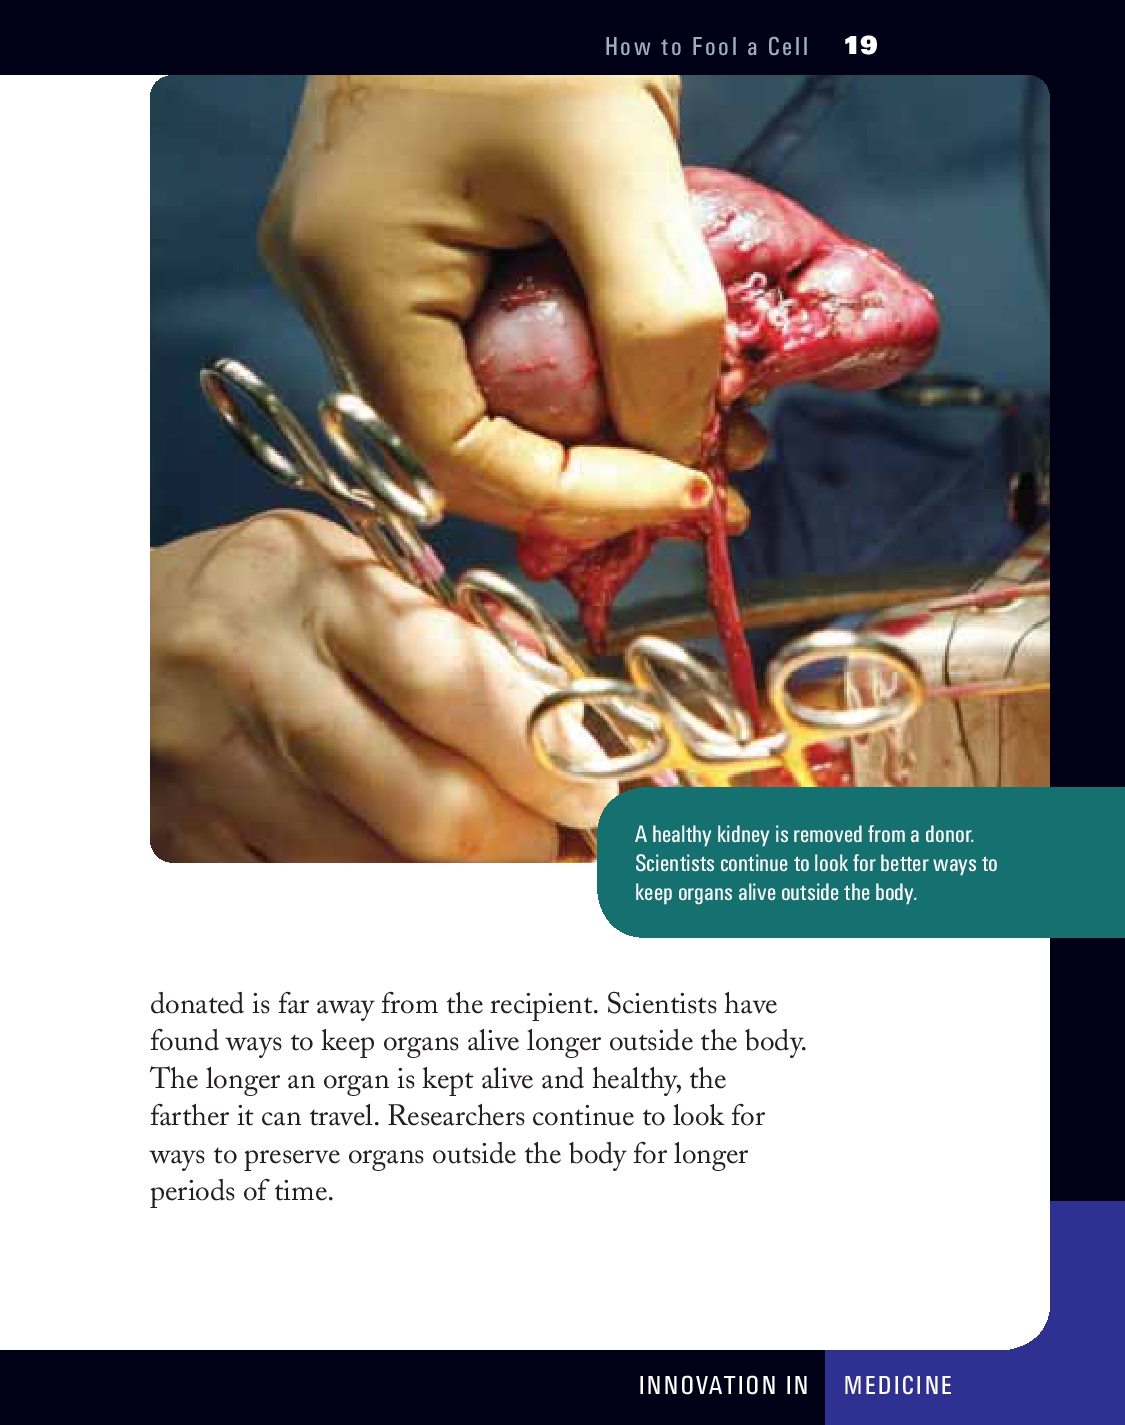 How to Fool a Cell 19
A healthy kidney is removed from a donor.
Scientists continue to look for better ways to
keep organs alive outside the body.
donated is far away from the recipient. Scientists have
found ways to keep organs alive longer outside the body.
The longer an organ is kept alive and healthy, the
farther it can travel. Researchers continue to look for
ways to preserve organs outside the body for longer
periods of time.
INNOVATION IN MEDICINE